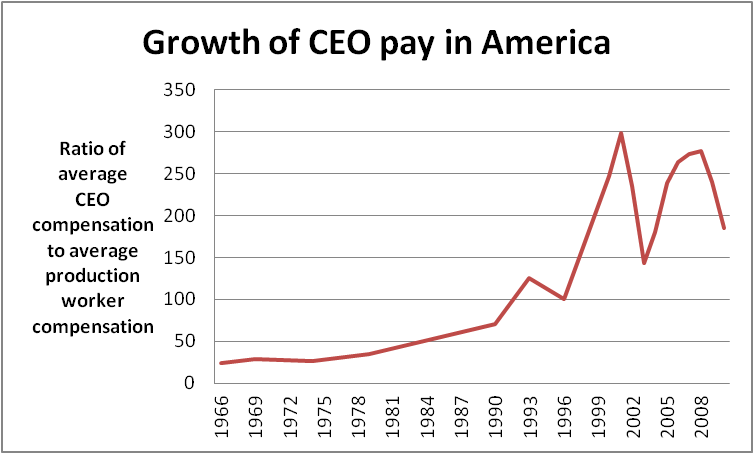 Growth of CEO pay in America
350
300
250
200
150
100
50
0
Ratio of
average
CEO
compensation
to average
production
worker
compensation
1966
1969
1972
1975
1978
1981
1984
1987
1990
1993
1996
1999
2002
2005
2008